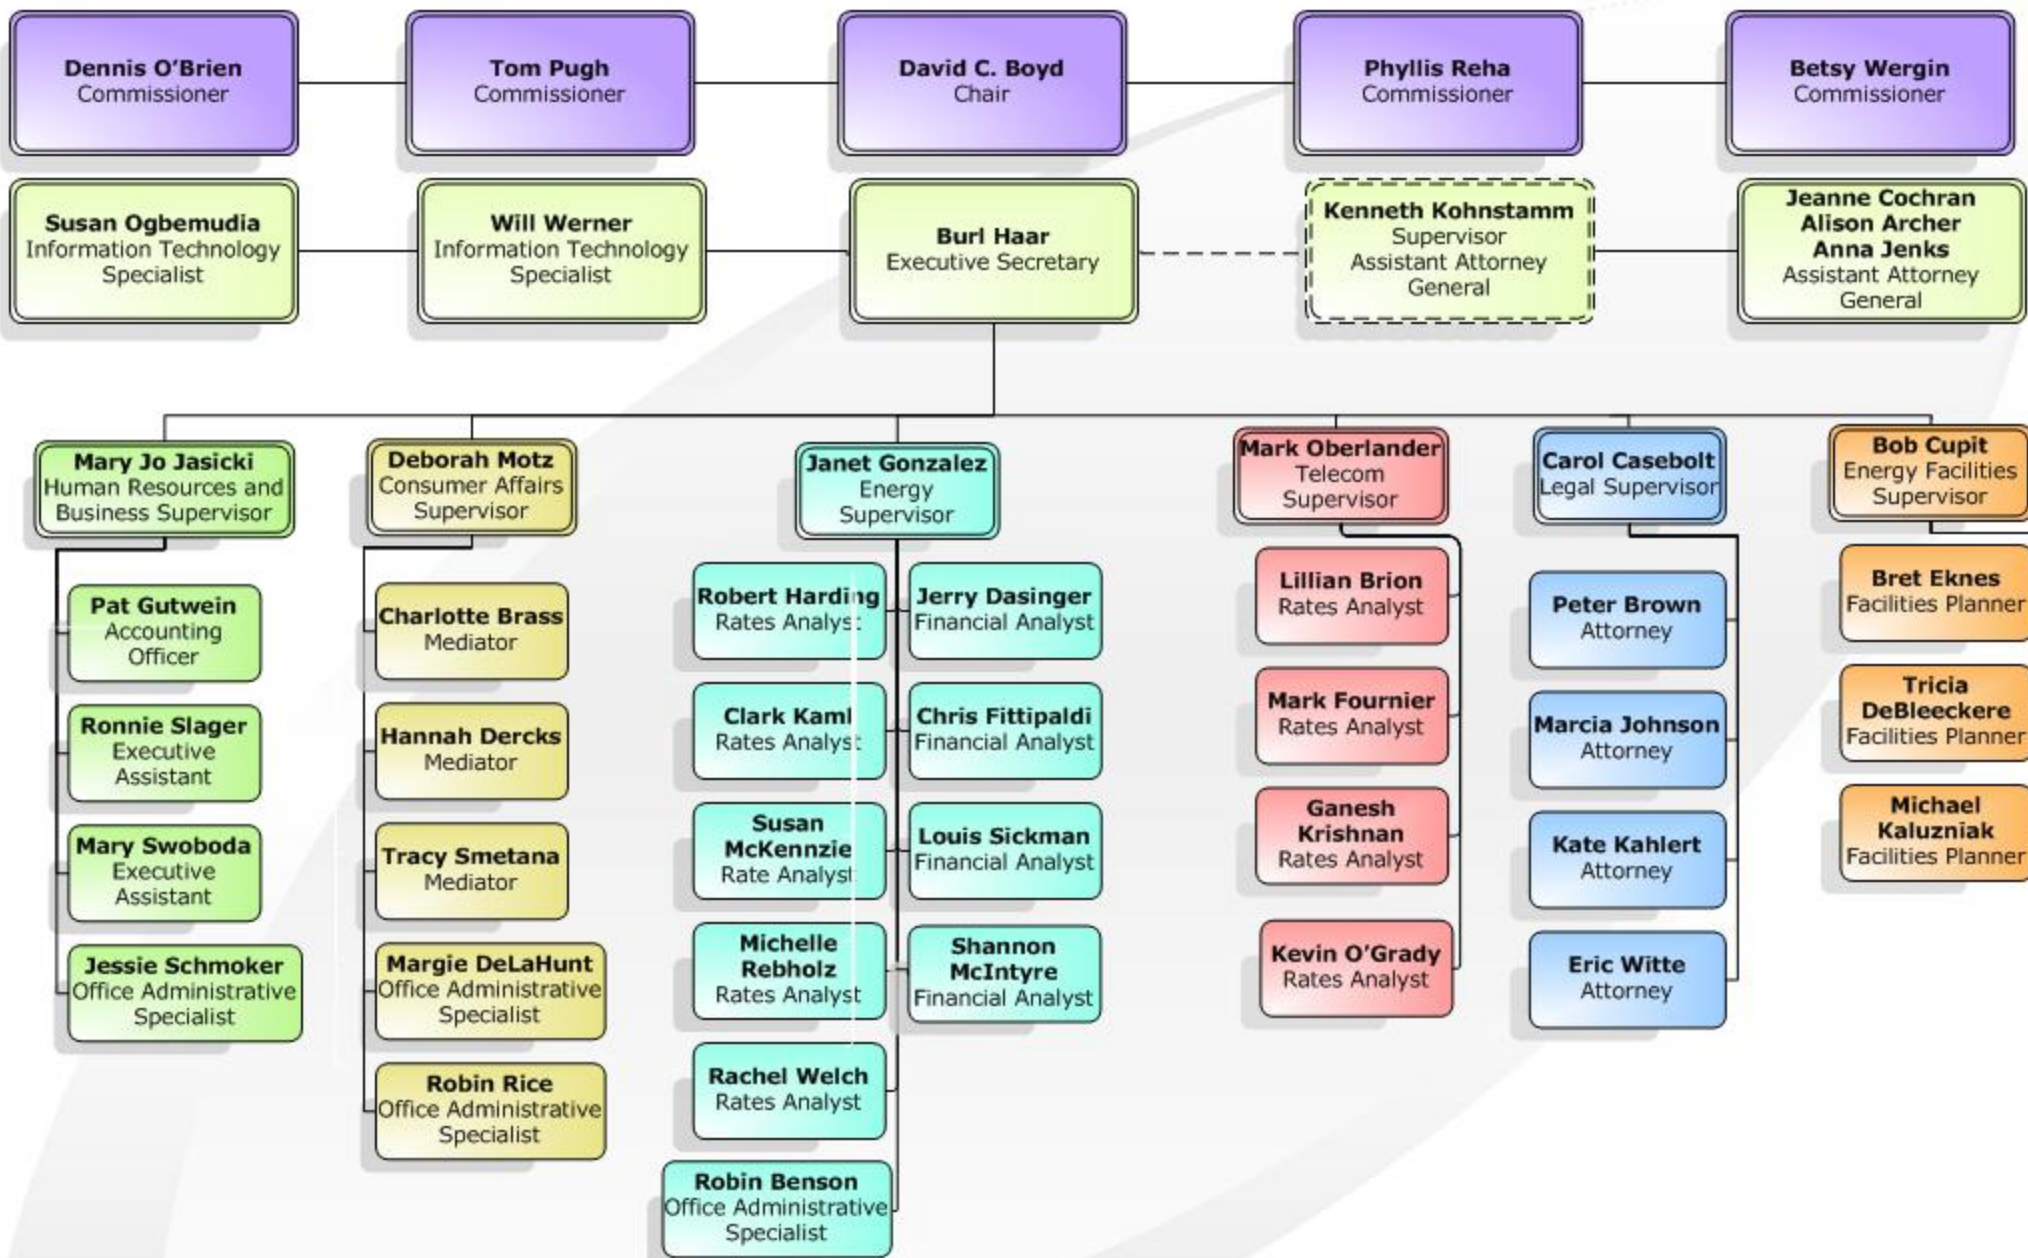 Dennis O'Brien
Commissioner
Tom Pugh
Commissioner
David C. Boyd
Chair
Phyllis Reha
Commissioner
Betsy Wergin
Commissioner
Susan Ogbemudia
Information Technology
Specialist
Will Werner
Information Technology
Specialist
Burl Haar
Executive Secretary
Kenneth Kohnstamm
Supervisor
Assistant Attorney
General
Jeanne Cochran
Alison Archer
Anna Jenks
Assistant Attorney
General
Mary Jo Jasicki
Human Resources and
Business Supervisor
Pat Gutwein
Accounting
Officer
Ronnie Slager
Executive
Assistant
Mary Swoboda
Executive
Assistant
Jessie Schmoker
Office Administrative
Specialist
Deborah Motz
Consumer Affairs
Supervisor
Charlotte Brass
Mediator
Hannah Dercks
Mediator
Tracy Smetana
Mediator
Margie DeLaHunt
Office Administrative
Specialist
Robin Rice
Office Administrative
Specialist
Janet Gonzalez
Energy
Supervisor
Robert Harding
Rates Analyst
Jerry Dasinger
Financial Analyst
Clark Kaml
Rates Analyst
Chris Fittipaldi
Financial Analyst
Susan
McKennzie
Rate Analyst
Louis Sickman
Financial Analyst
Michelle
Rebholz
Rates Analyst
Shannon
McIntyre
Financial Analyst
Rachel Welch
Rates Analyst
Robin Benson
Office Administrative
Specialist
Mark Oberlander
Telecom
Supervisor
Lillian Brion
Rates Analyst
Mark Fournier
Rates Analyst
Ganesh
Krishnan
Rates Analyst
Kevin O'Grady
Rates Analyst
Carol Casebolt
Legal Supervisor
Peter Brown
Attorney
Marcia Johnson
Attorney
Kate Kahlert
Attorney
Eric Witte
Attorney
Bob Cupit
Energy Facilities
Supervisor
Bret Eknes
Facilities Planner
Tricia
DeBleeckere
Facilities Planner
Michael
Kaluzniak
Facilities Planner